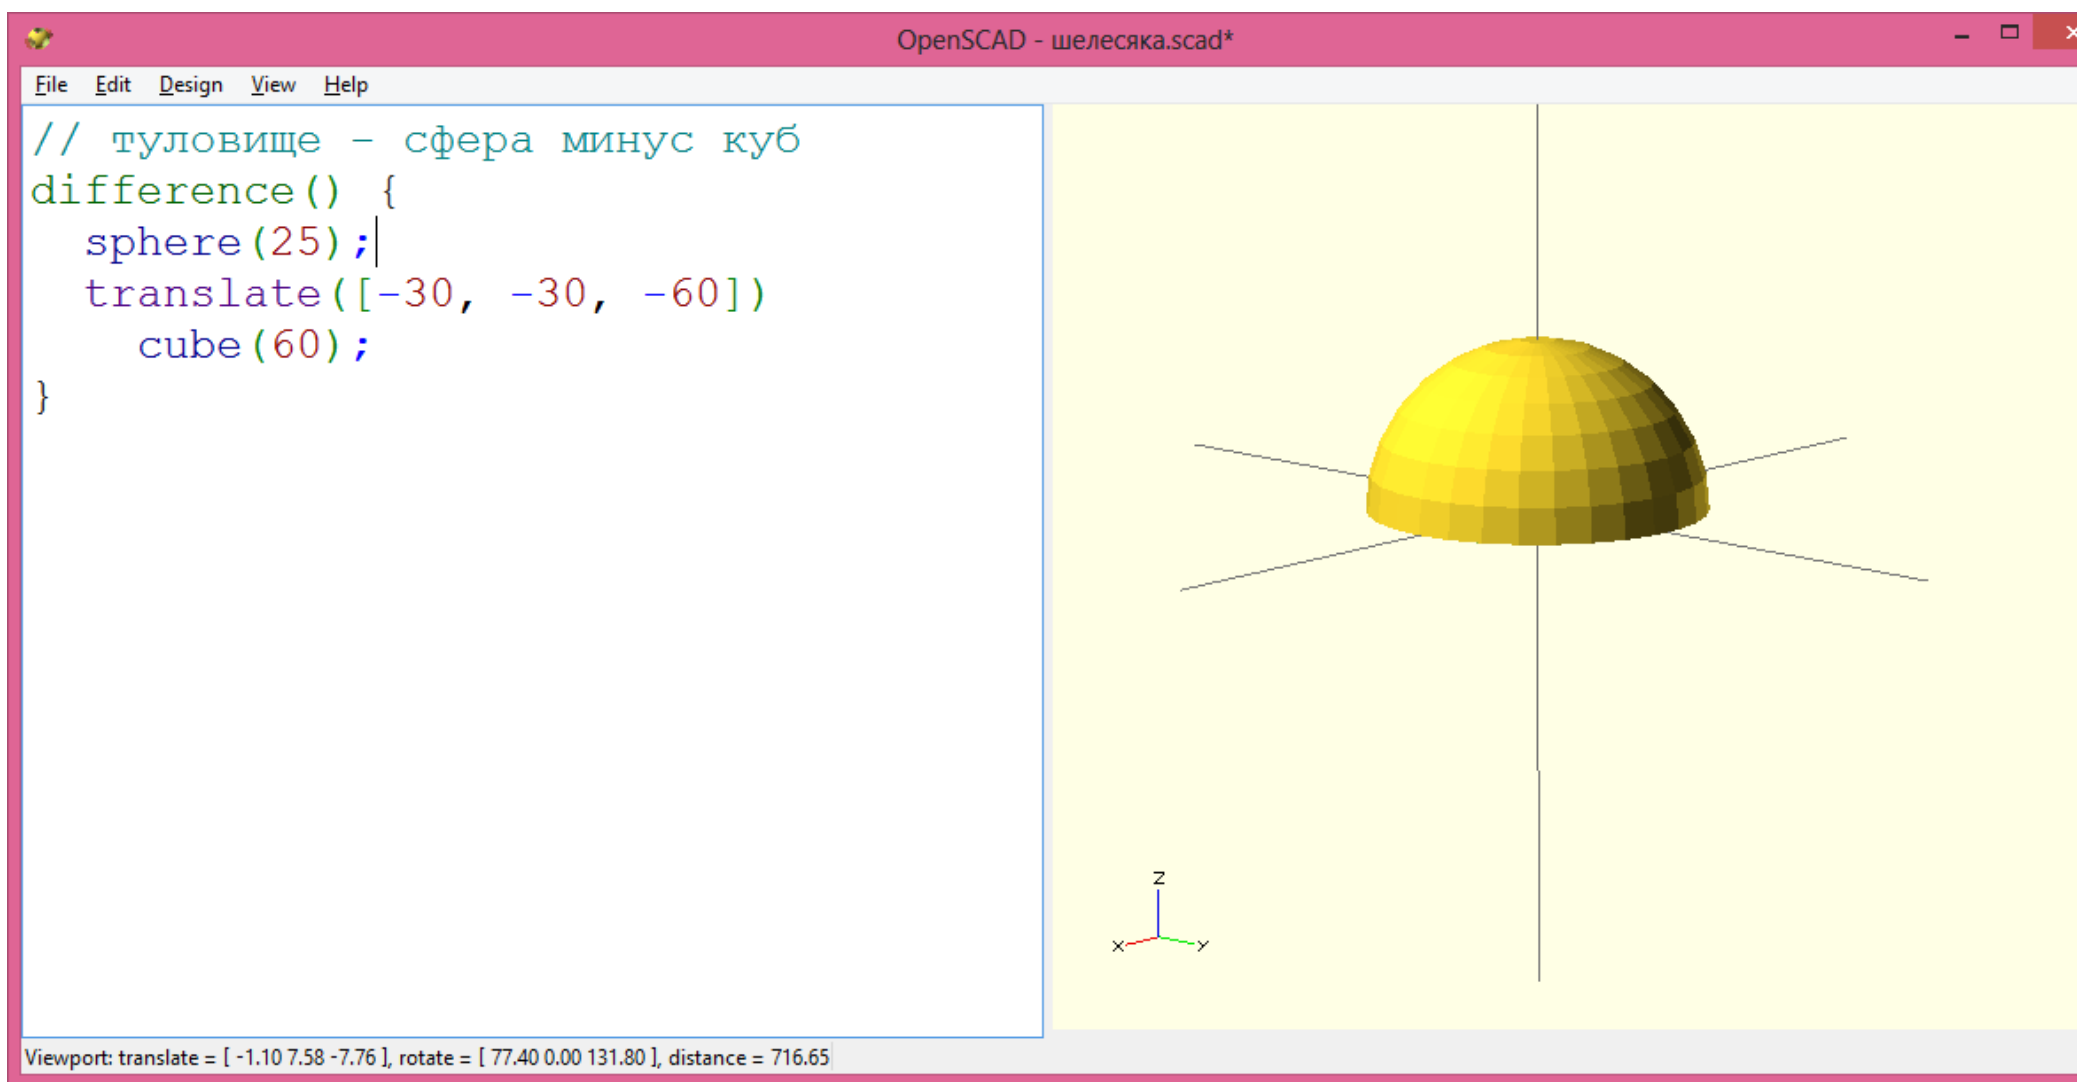 OpenSCAD - шелесяка.scad*
File Edit Design View Help
// туловище - сфера минус куб
difference() {
  sphere(25);
  translate([-30, -30, -60])
    cube(60);
}
z
x y
Viewport: translate = [ -1.10 7.58 -7.76 ], rotate = [ 77.40 0.00 131.80 ], distance = 716.65